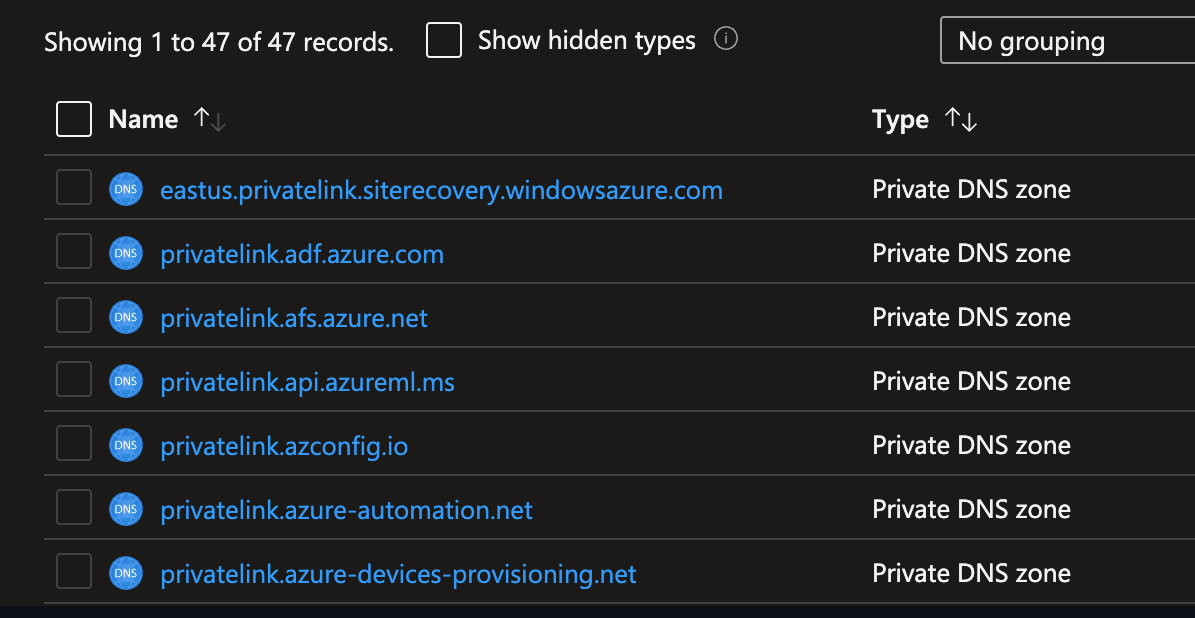 Showing 1 to 47 of 47 records. Show hidden types No grouping
Name Type
DNS eastus.privatelink.siterecovery.windowsazure.com Private DNS zone
DNS privatelink.adf.azure.com Private DNS zone
DNS privatelink.afs.azure.net Private DNS zone
DNS privatelink.api.azureml.ms Private DNS zone
DNS privatelink.azconfig.io Private DNS zone
DNS privatelink.azure-automation.net Private DNS zone
DNS privatelink.azure-devices-provisioning.net Private DNS zone